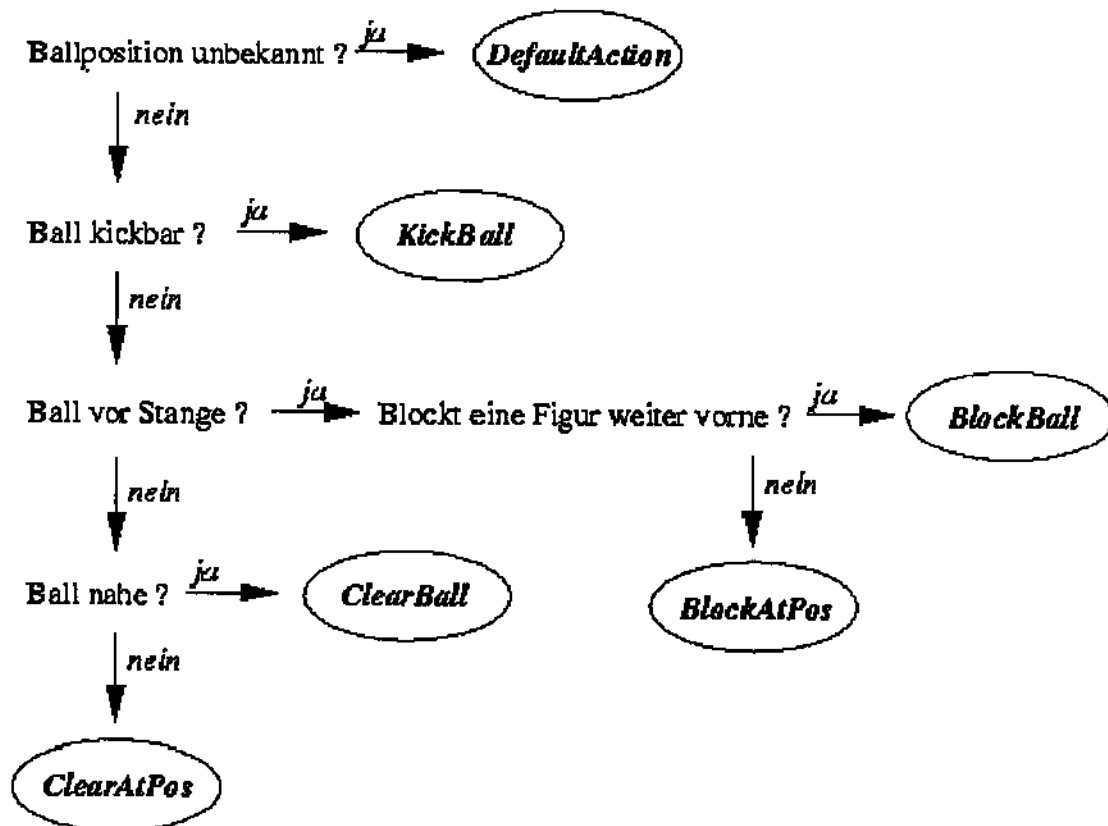 Ballposition unbekannt ? ja DefaultAction
nein
Ball kickbar ? ja KickBall
nein
Ball vor Stange ? ja Blockt eine Figur weiter vorne ? ja BlockBall
nein nein
Ball nahe ? ja ClearBall BlockAtPos
nein
ClearAtPos